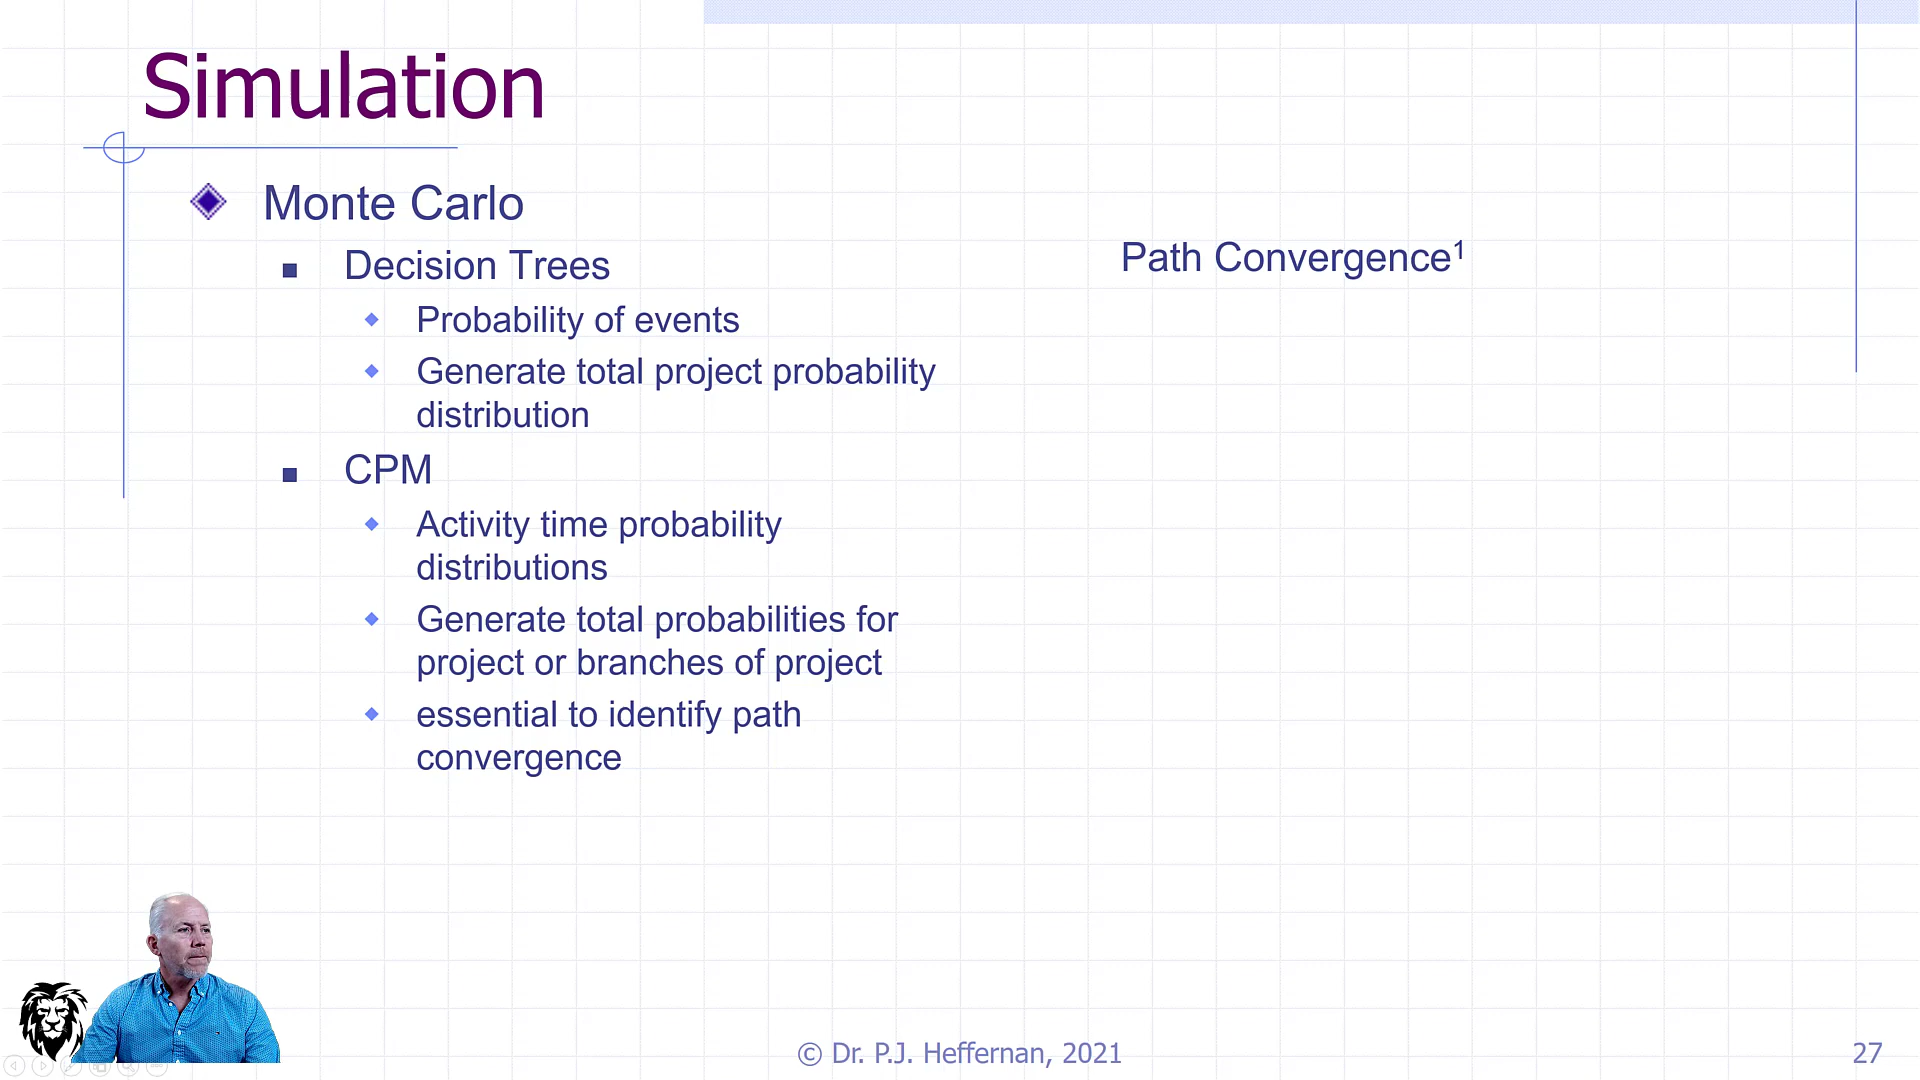 Simulation
Monte Carlo
Decision Trees
Probability of events
Generate total project probability
distribution
CPM
Activity time probability
distributions
Generate total probabilities for
project or branches of project
essential to identify path
convergence
Path Convergence¹
© Dr. P.J. Heffernan, 2021
27